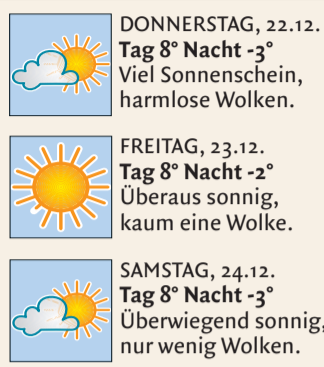 DONNERSTAG, 22.12.
Tag 8° Nacht -3°
Viel Sonnenschein,
harmlose Wolken.
FREITAG, 23.12.
Tag 8° Nacht -2°
Überaus sonnig,
kaum eine Wolke.
SAMSTAG, 24.12.
Tag 8° Nacht -3°
Überwiegend sonnig,
nur wenig Wolken.